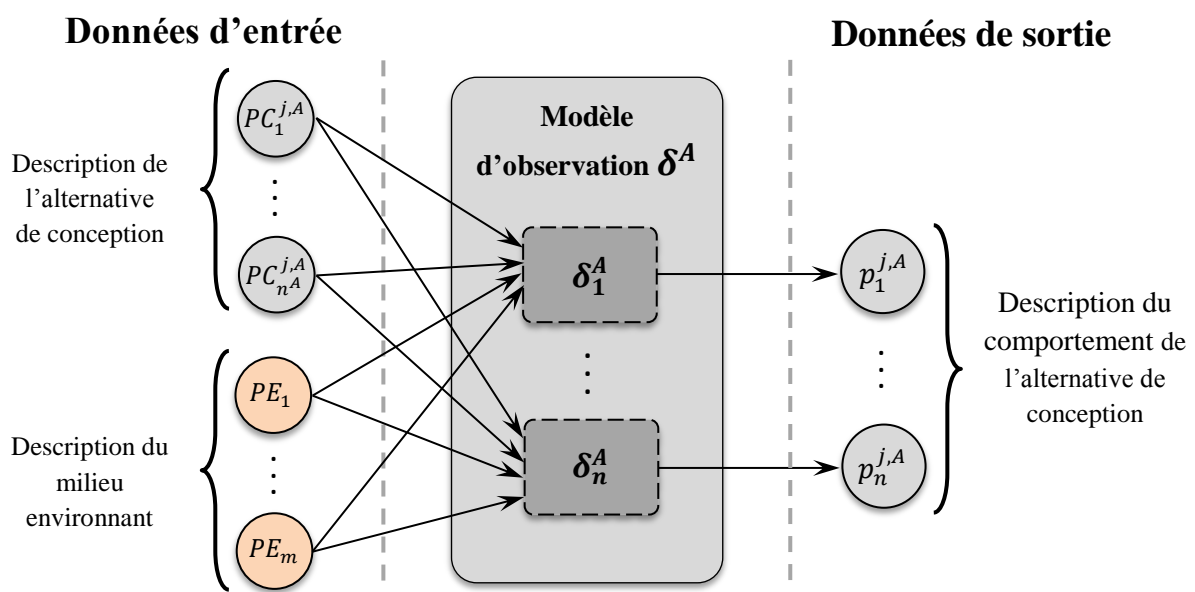 Données d’entrée
Description de
l’alternative
de conception
PC_1^{j,A}
⋮
PC_{n^A}^{j,A}
Description du
milieu
environnant
PE_1
⋮
PE_m
Modèle
d’observation δ^A
δ_1^A
⋮
δ_n^A
Données de sortie
p_1^{j,A}
⋮
p_n^{j,A}
Description du
comportement de
l’alternative de
conception